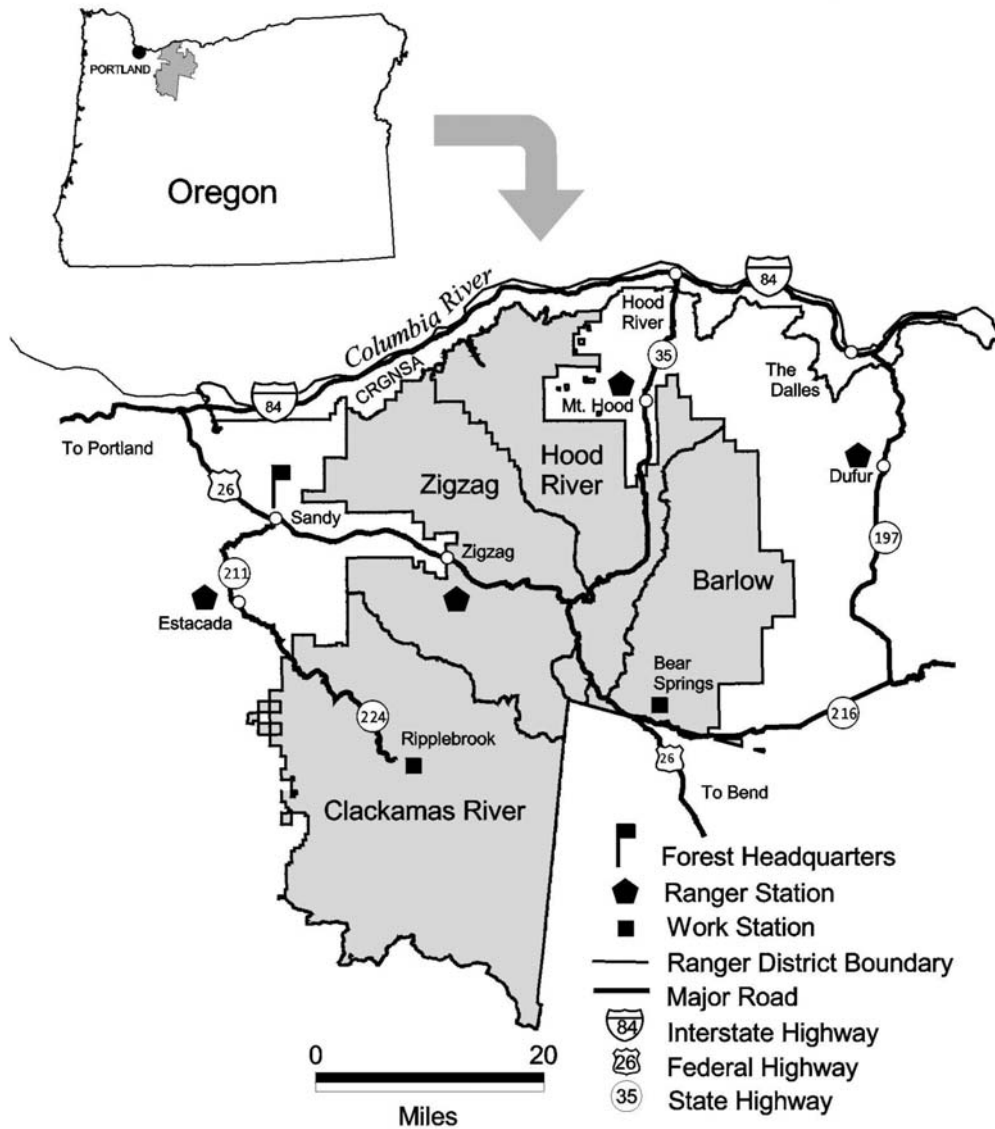 PORTLAND
Oregon
Columbia River
84
Hood
River
CRGNSA
35
The
Dalles
84
Mt. Hood
To Portland
Hood
River
Dufur
26
Zigzag
Sandy
Zigzag
197
211
Barlow
Estacada
Bear
Springs
224
216
Ripplebrook
26
To Bend
Clackamas River
Forest Headquarters
Ranger Station
Work Station
Ranger District Boundary
Major Road
84
Interstate Highway
26
Federal Highway
35
State Highway
0
20
Miles